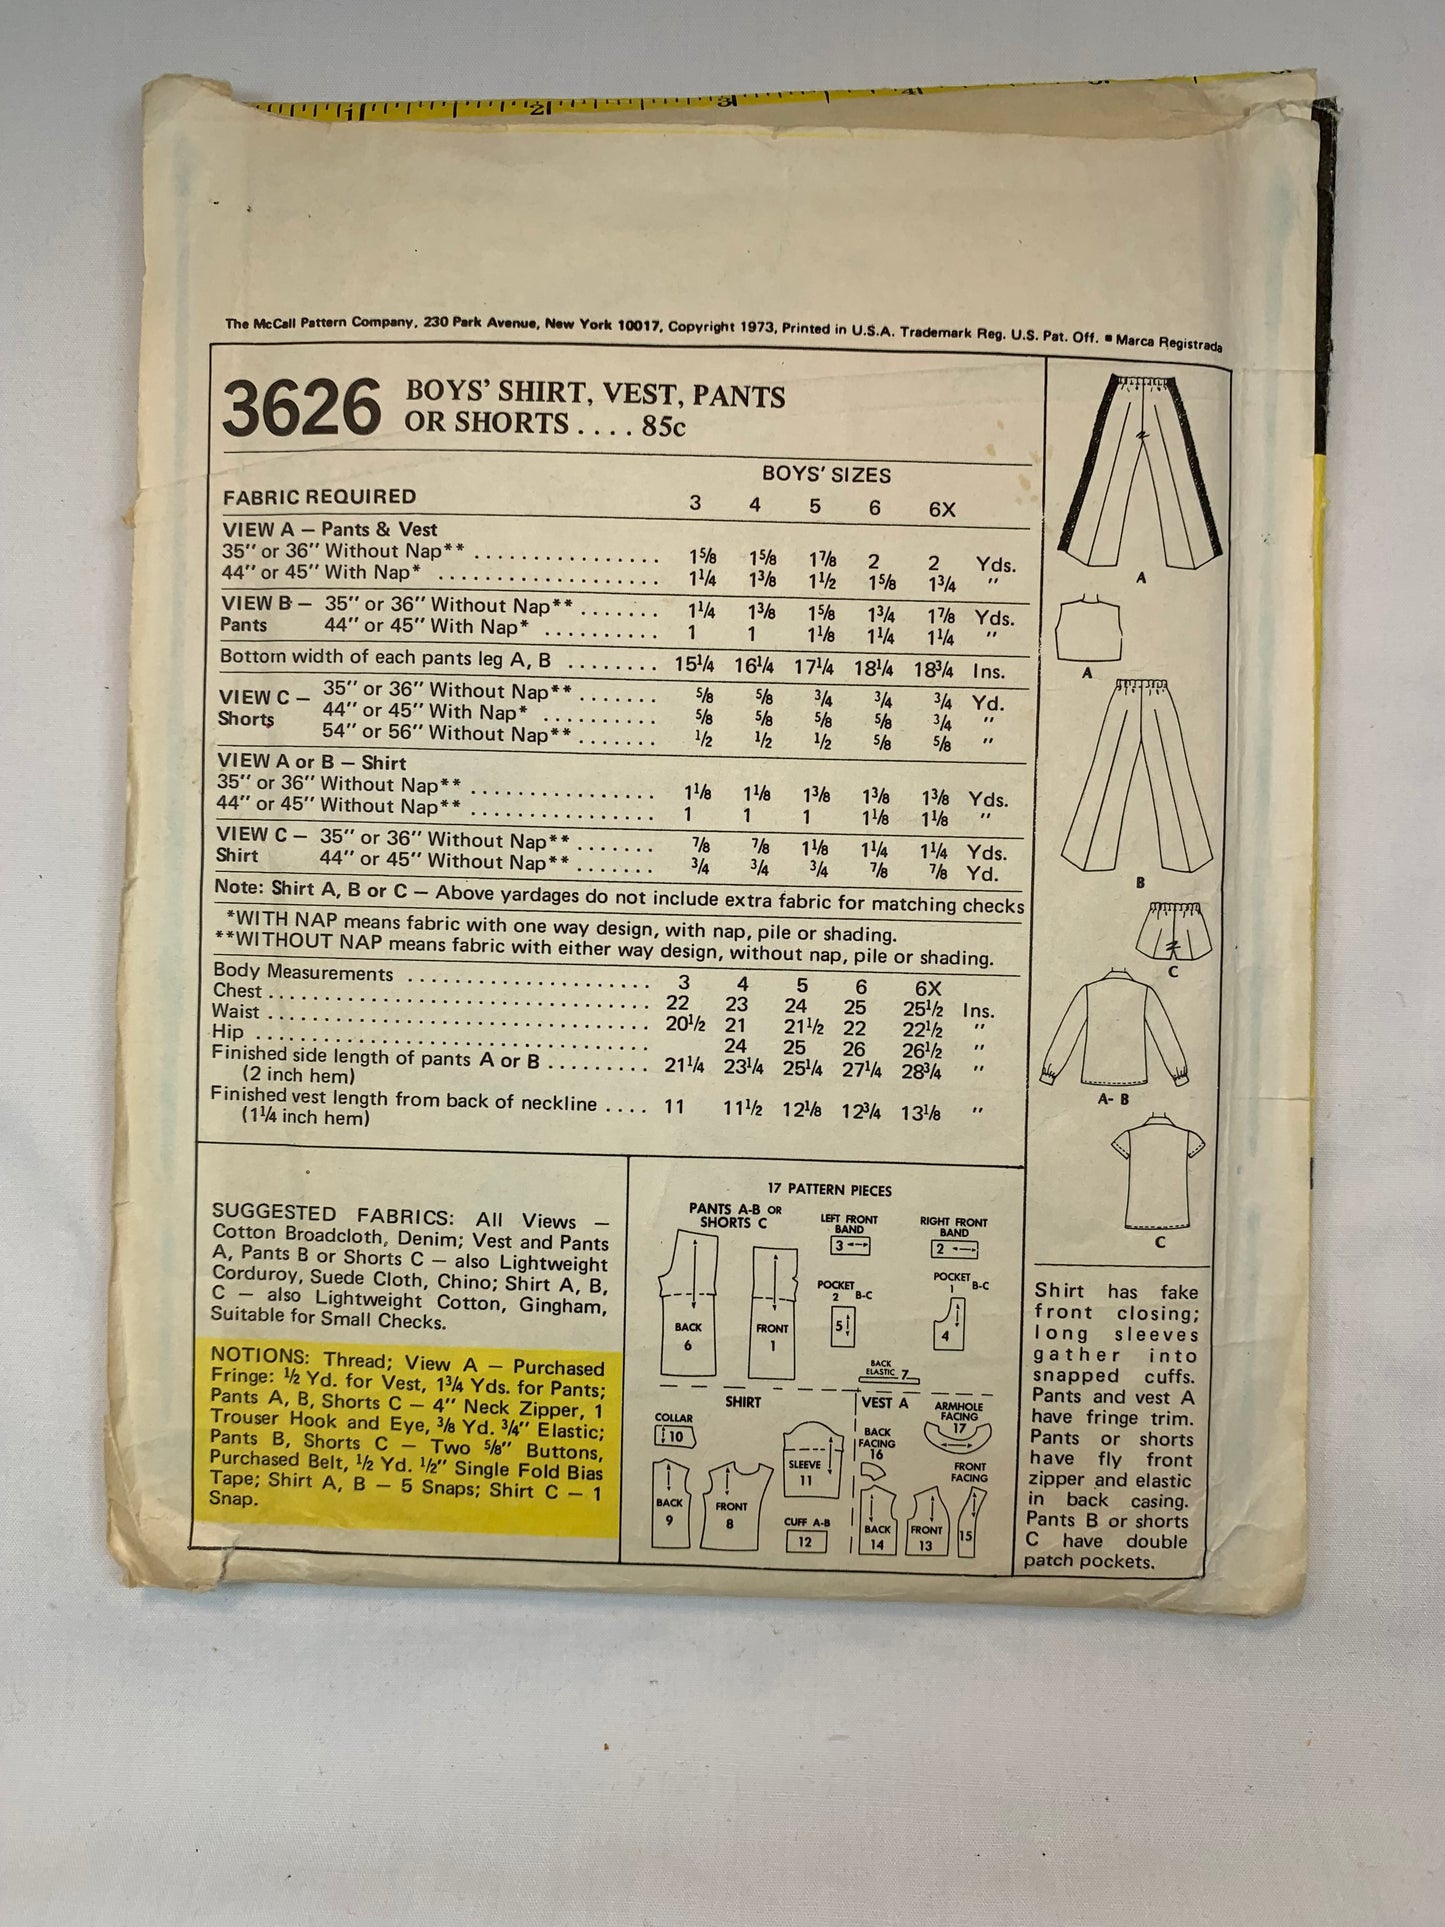 1 2 3 4
The McCall Pattern Company, 230 Park Avenue, New York 10017, Copyright 1973, Printed in U.S.A. Trademark Reg. U.S. Pat. Off. ■ Marca Registrada
3626 BOYS' SHIRT, VEST, PANTS
OR SHORTS . . . . 85c
BOYS' SIZES
FABRIC REQUIRED 3 4 5 6 6X
VIEW A — Pants & Vest
35" or 36" Without Nap** 1⅝ 1⅝ 1⅞ 2 2 Yds.
44" or 45" With Nap* 1¼ 1⅜ 1½ 1⅝ 1¾ "
VIEW B — 35" or 36" Without Nap** 1¼ 1⅜ 1⅝ 1¾ 1⅞ Yds.
Pants 44" or 45" With Nap* 1 1 1⅛ 1¼ 1¼ "
Bottom width of each pants leg A, B 15¼ 16¼ 17¼ 18¼ 18¾ Ins.
VIEW C — 35" or 36" Without Nap** ⅝ ⅝ ¾ ¾ ¾ Yd.
Shorts 44" or 45" With Nap* ⅝ ⅝ ⅝ ⅝ ¾ "
54" or 56" Without Nap** ½ ½ ½ ⅝ ⅝ "
VIEW A or B — Shirt
35" or 36" Without Nap** 1⅛ 1⅛ 1⅜ 1⅜ 1⅜ Yds.
44" or 45" Without Nap** 1 1 1 1⅛ 1⅛ "
VIEW C — 35" or 36" Without Nap** ⅞ ⅞ 1⅛ 1¼ 1¼ Yds.
Shirt 44" or 45" Without Nap** ¾ ¾ ¾ ⅞ ⅞ Yd.
Note: Shirt A, B or C — Above yardages do not include extra fabric for matching checks
*WITH NAP means fabric with one way design, with nap, pile or shading.
**WITHOUT NAP means fabric with either way design, without nap, pile or shading.
Body Measurements 3 4 5 6 6X
Chest 22 23 24 25 25½ Ins.
Waist 20½ 21 21½ 22 22½ "
Hip 24 25 26 26½ "
Finished side length of pants A or B 21¼ 23¼ 25¼ 27¼ 28¾ "
(2 inch hem)
Finished vest length from back of neckline 11 11½ 12⅛ 12¾ 13⅛ "
(1¼ inch hem)
A
A
B
C
A- B
C
SUGGESTED FABRICS: All Views —
Cotton Broadcloth, Denim; Vest and Pants
A, Pants B or Shorts C — also Lightweight
Corduroy, Suede Cloth, Chino; Shirt A, B,
C — also Lightweight Cotton, Gingham,
Suitable for Small Checks.
NOTIONS: Thread; View A — Purchased
Fringe: ½ Yd. for Vest, 1¾ Yds. for Pants;
Pants A, B, Shorts C — 4" Neck Zipper, 1
Trouser Hook and Eye, ⅜ Yd. ¾" Elastic;
Pants B, Shorts C — Two ⅝" Buttons,
Purchased Belt, ½ Yd. ½" Single Fold Bias
Tape; Shirt A, B — 5 Snaps; Shirt C — 1
Snap.
17 PATTERN PIECES
PANTS A-B OR
SHORTS C
BACK
6
FRONT
1
LEFT FRONT
BAND
3
RIGHT FRONT
BAND
2
POCKET
2 B-C
5
POCKET
1 B-C
4
BACK
ELASTIC 7
SHIRT
COLLAR
10
BACK
9
FRONT
8
SLEEVE
11
CUFF A-B
12
VEST A
BACK
FACING
16
ARMHOLE
FACING
17
FRONT
FACING
BACK
14
FRONT
13
15
Shirt has fake
front closing;
long sleeves
gather into
snapped cuffs.
Pants and vest A
have fringe trim.
Pants or shorts
have fly front
zipper and elastic
in back casing.
Pants B or shorts
C have double
patch pockets.